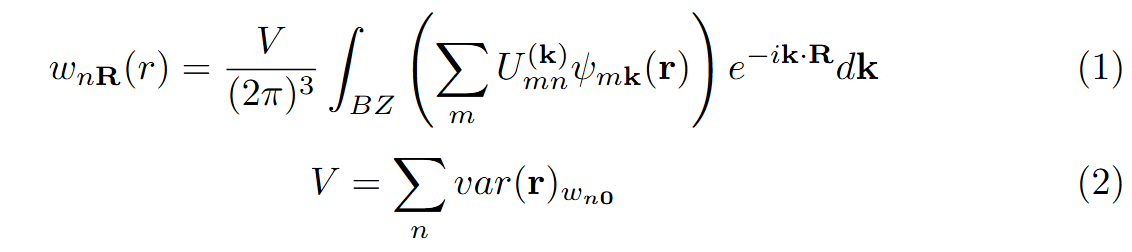 w_{n\mathbf{R}}(r) = \frac{V}{(2\pi)^3} \int_{BZ} \left( \sum_m U_{mn}^{(\mathbf{k})} \psi_{m\mathbf{k}}(\mathbf{r}) \right) e^{-i\mathbf{k}\cdot\mathbf{R}} d\mathbf{k} (1)
V = \sum_n var(\mathbf{r})_{w_{n\mathbf{0}}} (2)